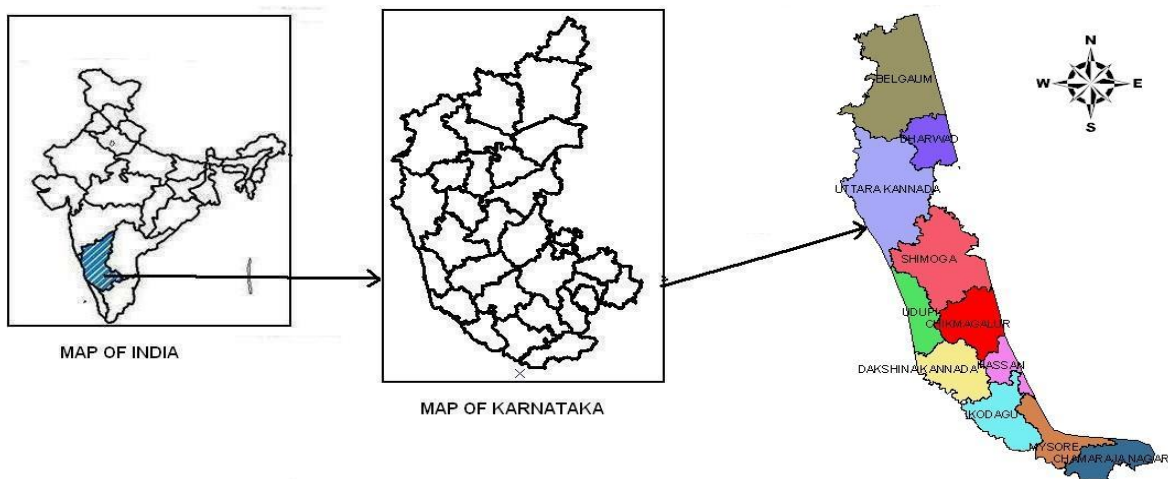 MAP OF INDIA
MAP OF KARNATAKA
N
W
E
S
BELGAUM
DHARWAD
UTTARA KANNADA
SHIMOGA
UDUPI
CHIKMAGALUR
DAKSHINA KANNADA
HASSAN
KODAGU
MYSORE
CHAMARAJA NAGAR